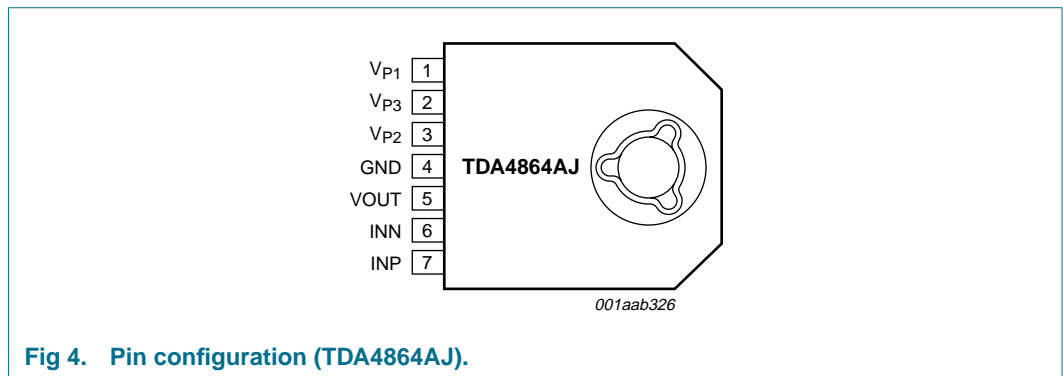 VP1 1
VP3 2
VP2 3
GND 4
VOUT 5
INN 6
INP 7
TDA4864AJ
001aab326
Fig 4. Pin configuration (TDA4864AJ).